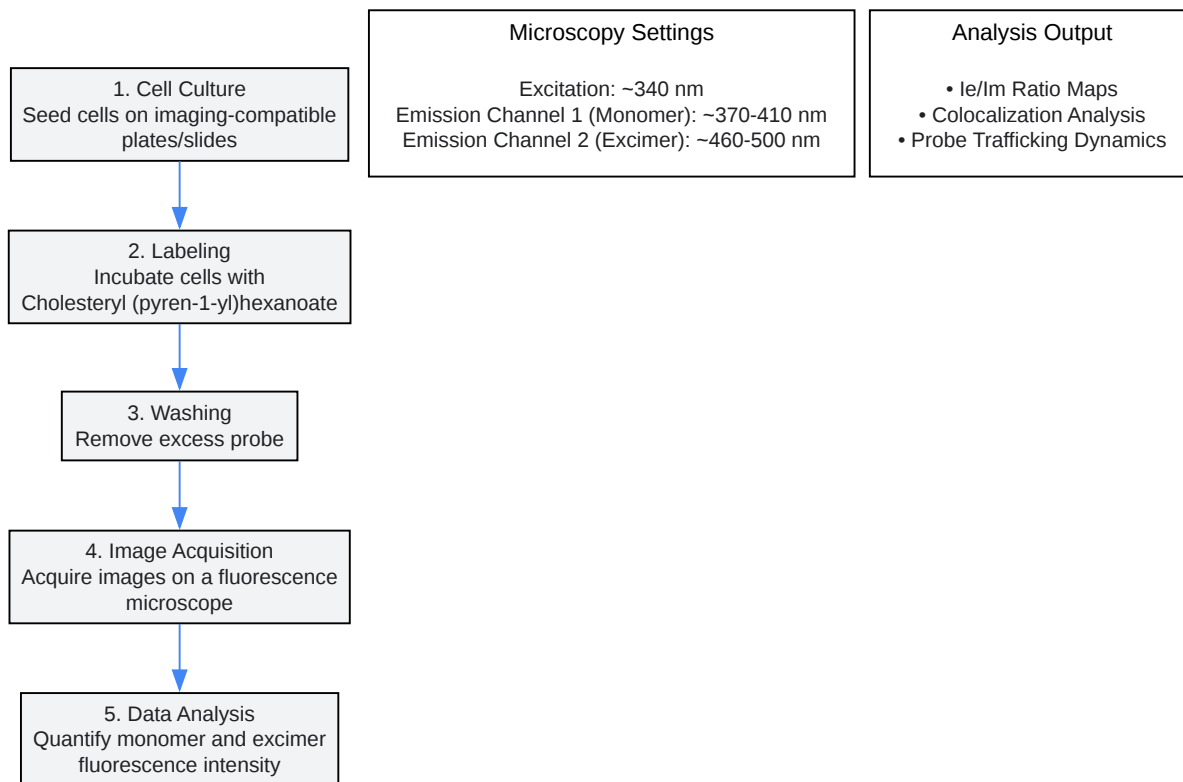 1. Cell Culture
Seed cells on imaging-compatible
plates/slides
2. Labeling
Incubate cells with
Cholesteryl (pyren-1-yl)hexanoate
3. Washing
Remove excess probe
4. Image Acquisition
Acquire images on a fluorescence
microscope
5. Data Analysis
Quantify monomer and excimer
fluorescence intensity
Microscopy Settings
Excitation: ~340 nm
Emission Channel 1 (Monomer): ~370-410 nm
Emission Channel 2 (Excimer): ~460-500 nm
Analysis Output
• Ie/Im Ratio Maps
• Colocalization Analysis
• Probe Trafficking Dynamics